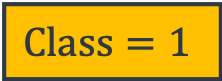 Class = 1